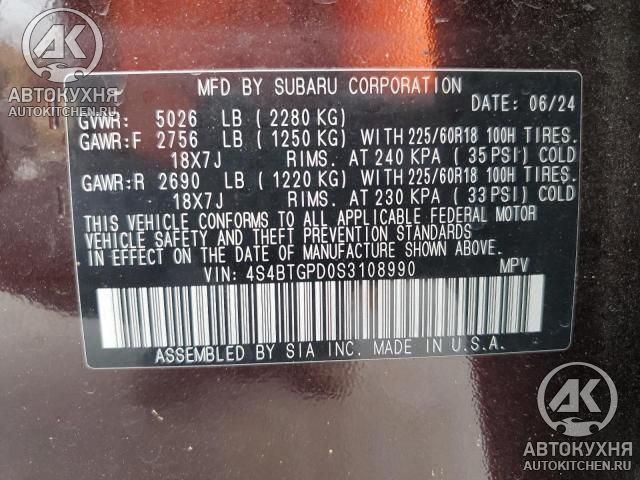 AK
АВТОКУХНЯ
AUTOKITCHEN.RU
MFD BY SUBARU CORPORATION
DATE: 06/24
GVWR: 5026 LB ( 2280 KG)
GAWR:F 2756 LB ( 1250 KG) WITH 225/60R18 100H TIRES.
18X7J RIMS. AT 240 KPA ( 35 PSI) COLD
GAWR:R 2690 LB ( 1220 KG) WITH 225/60R18 100H TIRES.
18X7J RIMS. AT 230 KPA ( 33 PSI) COLD
THIS VEHICLE CONFORMS TO ALL APPLICABLE FEDERAL MOTOR
VEHICLE SAFETY AND THEFT PREVENTION STANDARDS
IN EFFECT ON THE DATE OF MANUFACTURE SHOWN ABOVE.
VIN: 4S4BTGPD0S3108990 MPV
ASSEMBLED BY SIA INC. MADE IN U.S.A.
AK
АВТОКУХНЯ
AUTOKITCHEN.RU